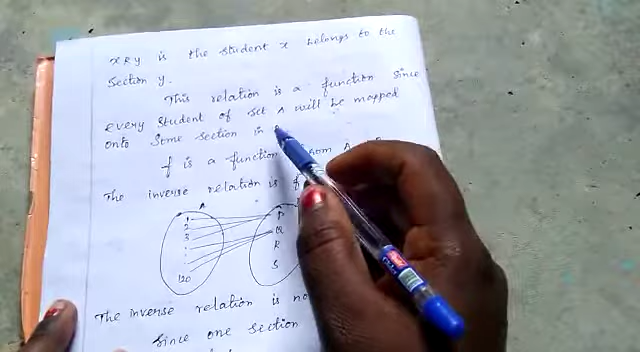 xRy is the student x belongs to the
section y.
This relation is a function since
every student of set A will be mapped
onto some section in
f is a function from A
The inverse relation is f
A
1
2
3
120
P
Q
R
S
The inverse relation is no
Since one section